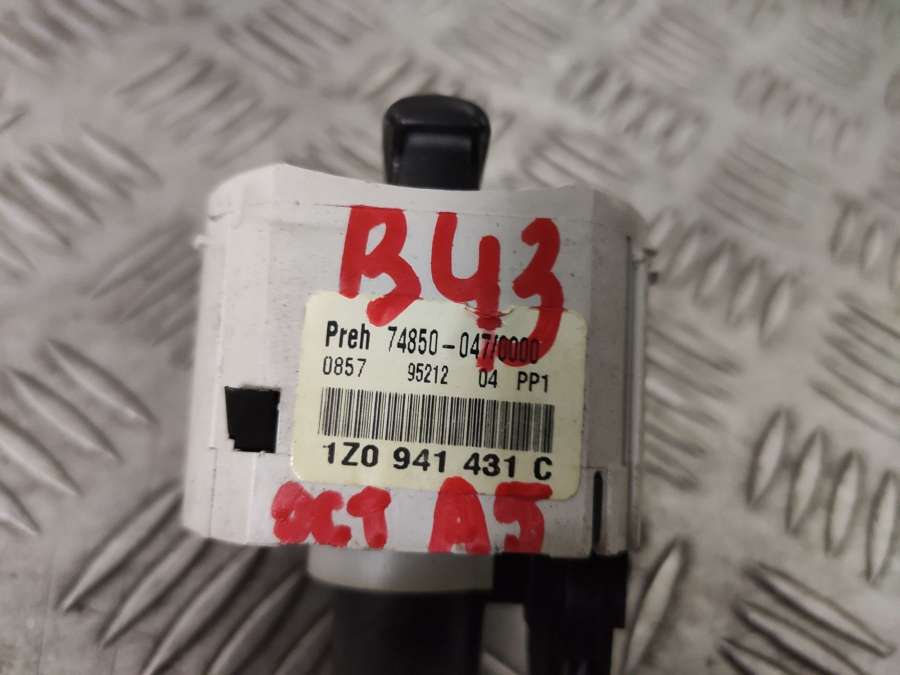 B43
Preh 74850-047/0000
0857 95212 04 PP1
1Z0 941 431 C
OCT A5